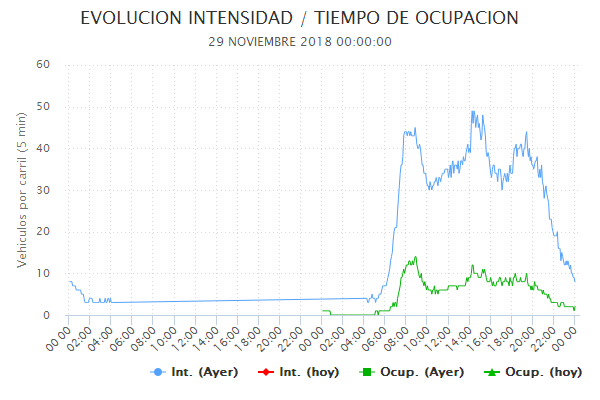 EVOLUCION INTENSIDAD / TIEMPO DE OCUPACION
29 NOVIEMBRE 2018 00:00:00
Vehiculos por carril (5 min)
60
50
40
30
20
10
0
00:00 02:00 04:00 06:00 08:00 10:00 12:00 14:00 16:00 18:00 20:00 22:00 00:00 02:00 04:00 06:00 08:00 10:00 12:00 14:00 16:00 18:00 20:00 22:00 00:00
Int. (Ayer) Int. (hoy) Ocup. (Ayer) Ocup. (hoy)